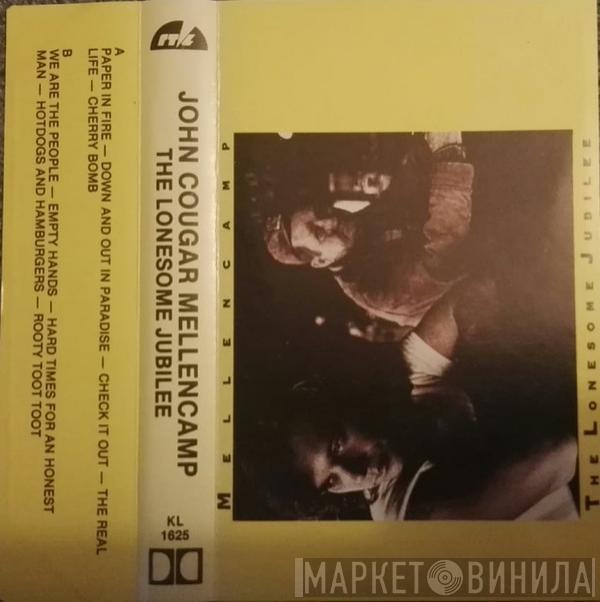 A
PAPER IN FIRE — DOWN AND OUT IN PARADISE — CHECK IT OUT — THE REAL
LIFE — CHERRY BOMB
B
WE ARE THE PEOPLE — EMPTY HANDS — HARD TIMES FOR AN HONEST
MAN — HOTDOGS AND HAMBURGERS — ROOTY TOOT TOOT
JOHN COUGAR MELLENCAMP
THE LONESOME JUBILEE
KL
1625
MELLENCAMP
THE LONESOME JUBILEE
МАРКЕТ ВИНИЛА